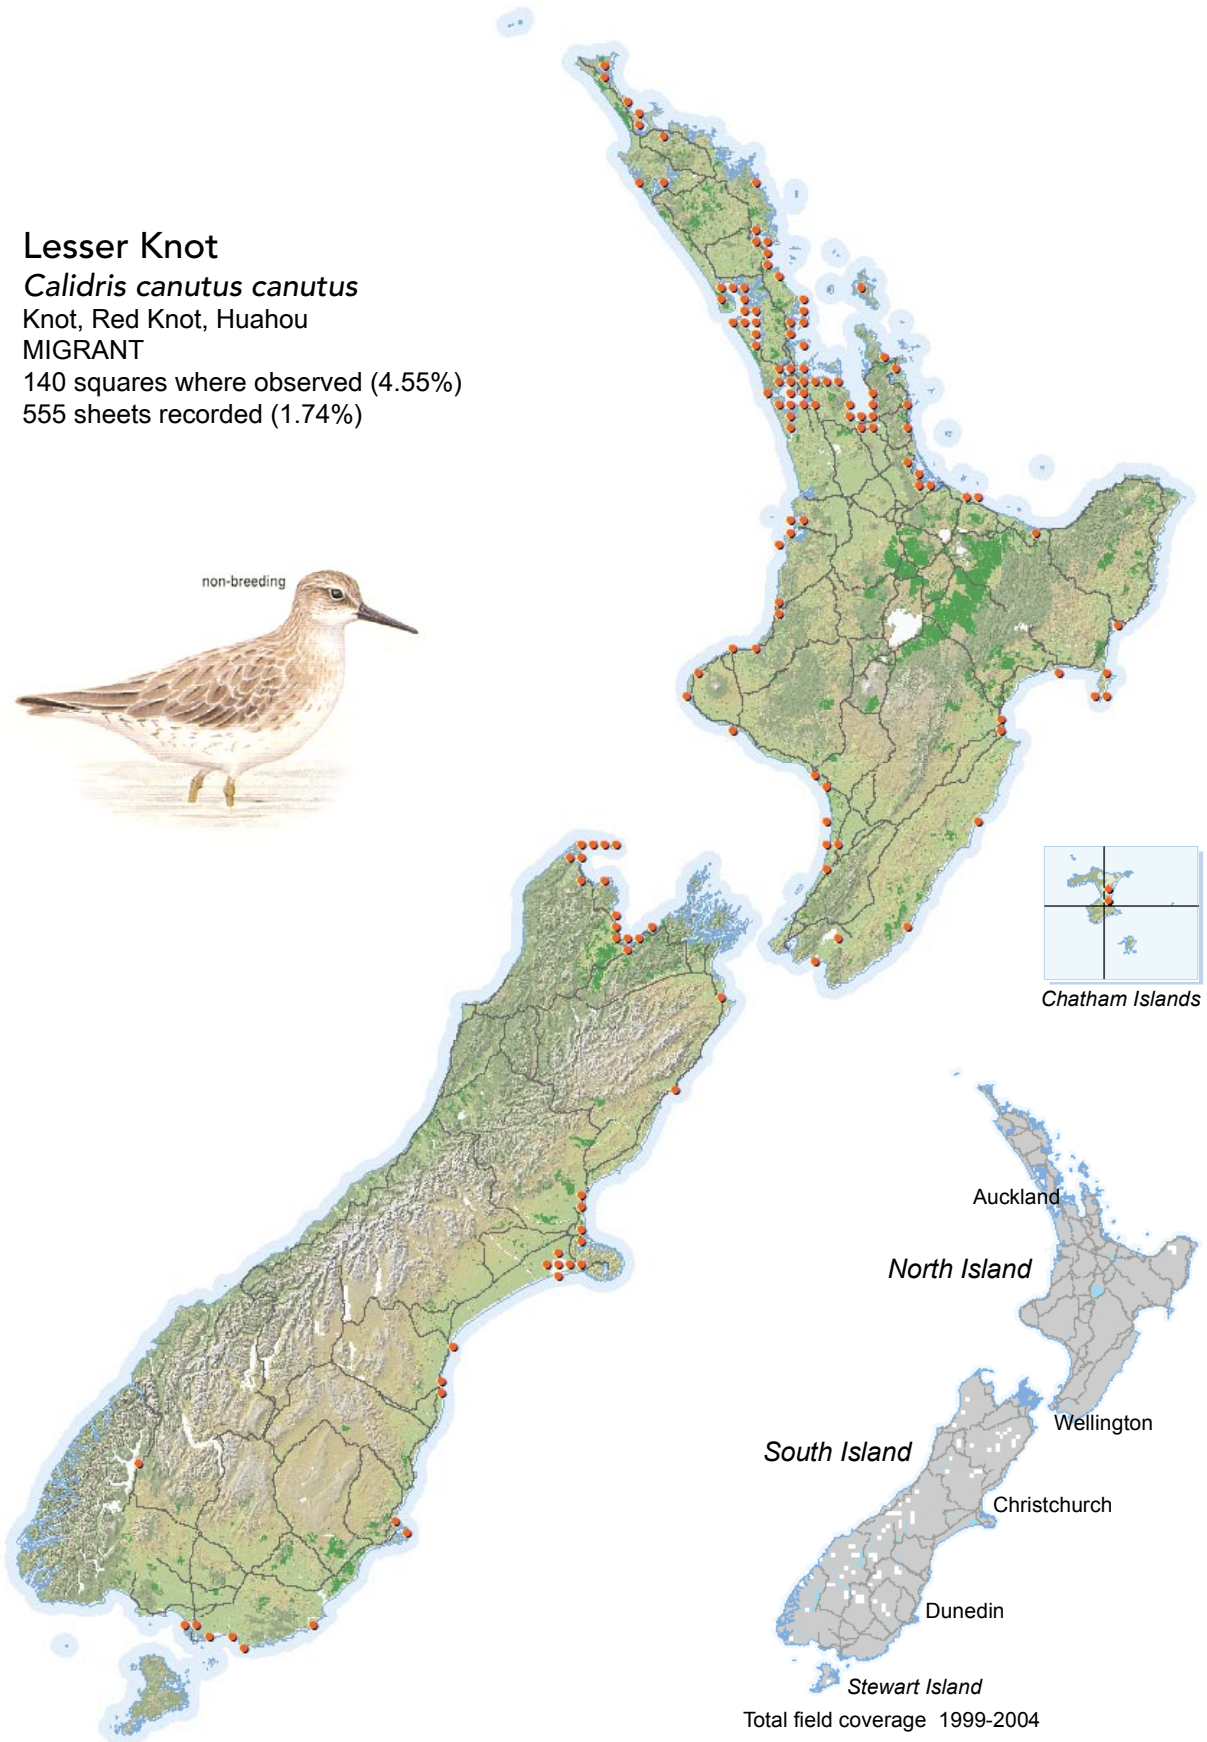 Lesser Knot
Calidris canutus canutus
Knot, Red Knot, Huahou
MIGRANT
140 squares where observed (4.55%)
555 sheets recorded (1.74%)
non-breeding
Chatham Islands
Auckland
North Island
Wellington
South Island
Christchurch
Dunedin
Stewart Island
Total field coverage 1999-2004